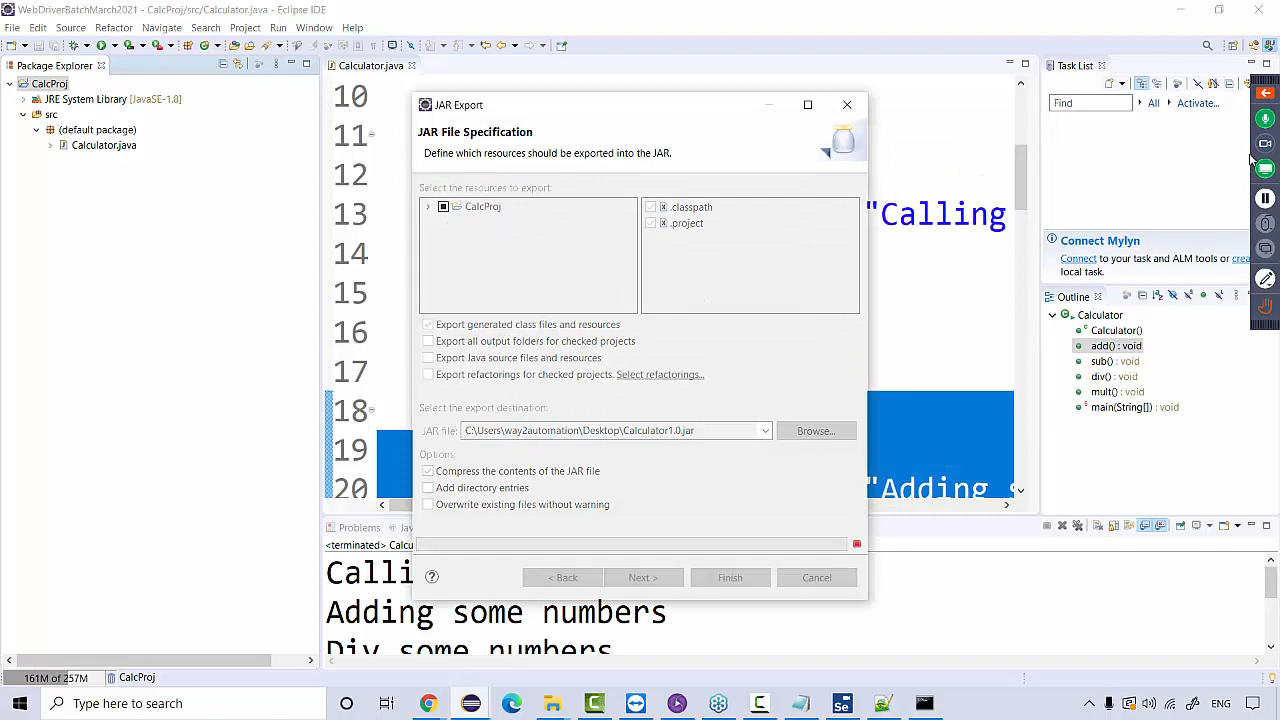 WebDriverBatchMarch2021 - CalcProj/src/Calculator.java - Eclipse IDE
File Edit Source Refactor Navigate Search Project Run Window Help
Package Explorer
CalcProj
JRE System Library [JavaSE-1.8]
src
(default package)
Calculator.java
Calculator.java
10
11
12
13 "Calling
14
15
16
17
18
19
20 "Adding s
JAR Export
JAR File Specification
Define which resources should be exported into the JAR.
Select the resources to export:
CalcProj
.classpath
.project
Export generated class files and resources
Export all output folders for checked projects
Export Java source files and resources
Export refactorings for checked projects. Select refactorings...
Select the export destination:
JAR file: C:\Users\way2automation\Desktop\Calculator1.0.jar Browse...
Options:
Compress the contents of the JAR file
Add directory entries
Overwrite existing files without warning
? < Back Next > Finish Cancel
Task List
Find All Activate...
Connect Mylyn
Connect to your task and ALM tools or crea
local task.
Outline
Calculator
Calculator()
add() : void
sub() : void
div() : void
mult() : void
main(String[]) : void
Problems Jav
<terminated> Calcu
Calli
Adding some numbers
Div some numbers
161M of 257M CalcProj
Type here to search
ENG